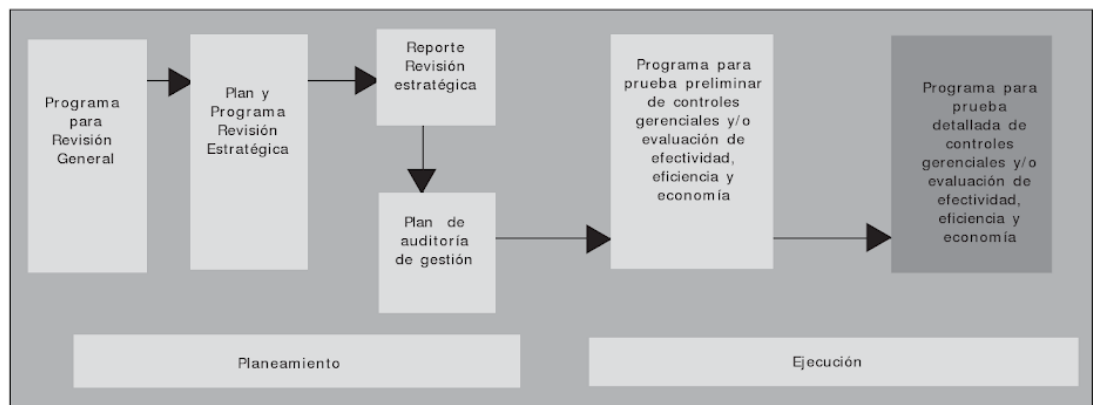 Programa
para
Revisión
General
Plan y
Programa
Revisión
Estratégica
Reporte
Revisión
estratégica
Plan de
auditoría
de gestión
Programa para
prueba preliminar
de controles
gerenciales y/o
evaluación de
efectividad,
eficiencia y
economía
Programa para
prueba
detallada de
controles
gerenciales y/o
evaluación de
efectividad,
eficiencia y
economía
Planeamiento
Ejecución